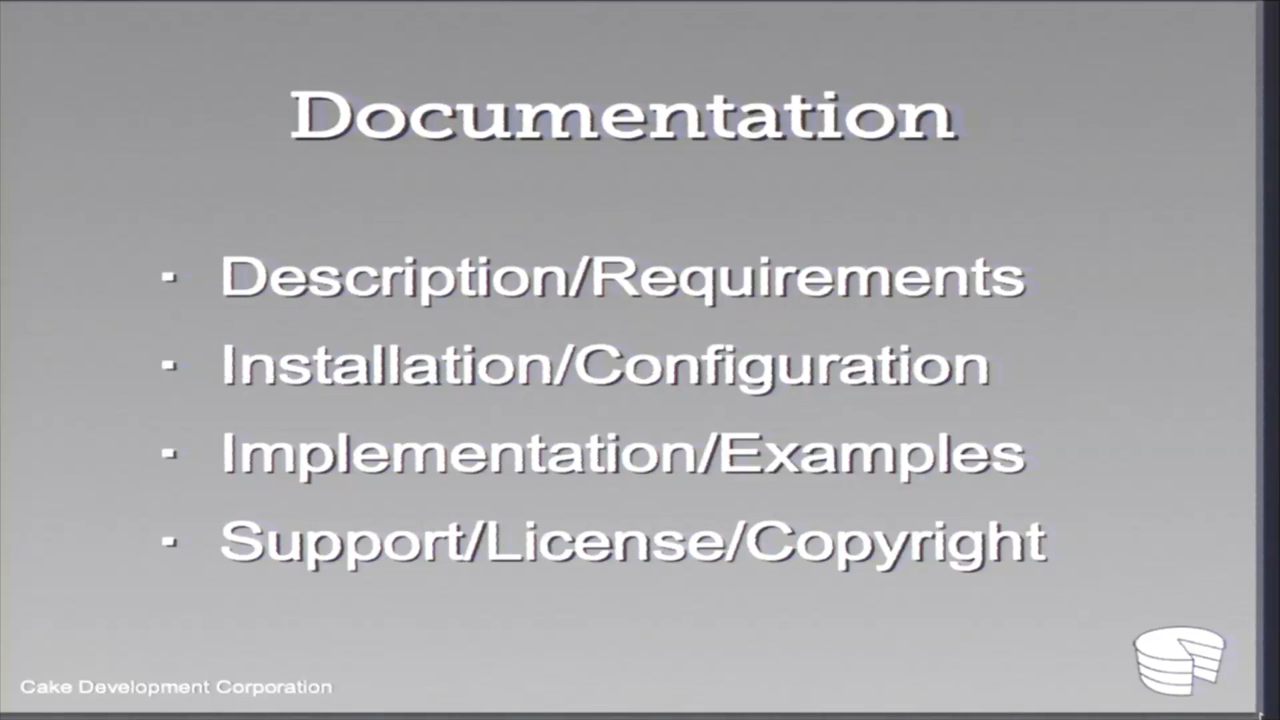 Documentation
· Description/Requirements
· Installation/Configuration
· Implementation/Examples
· Support/License/Copyright
Cake Development Corporation